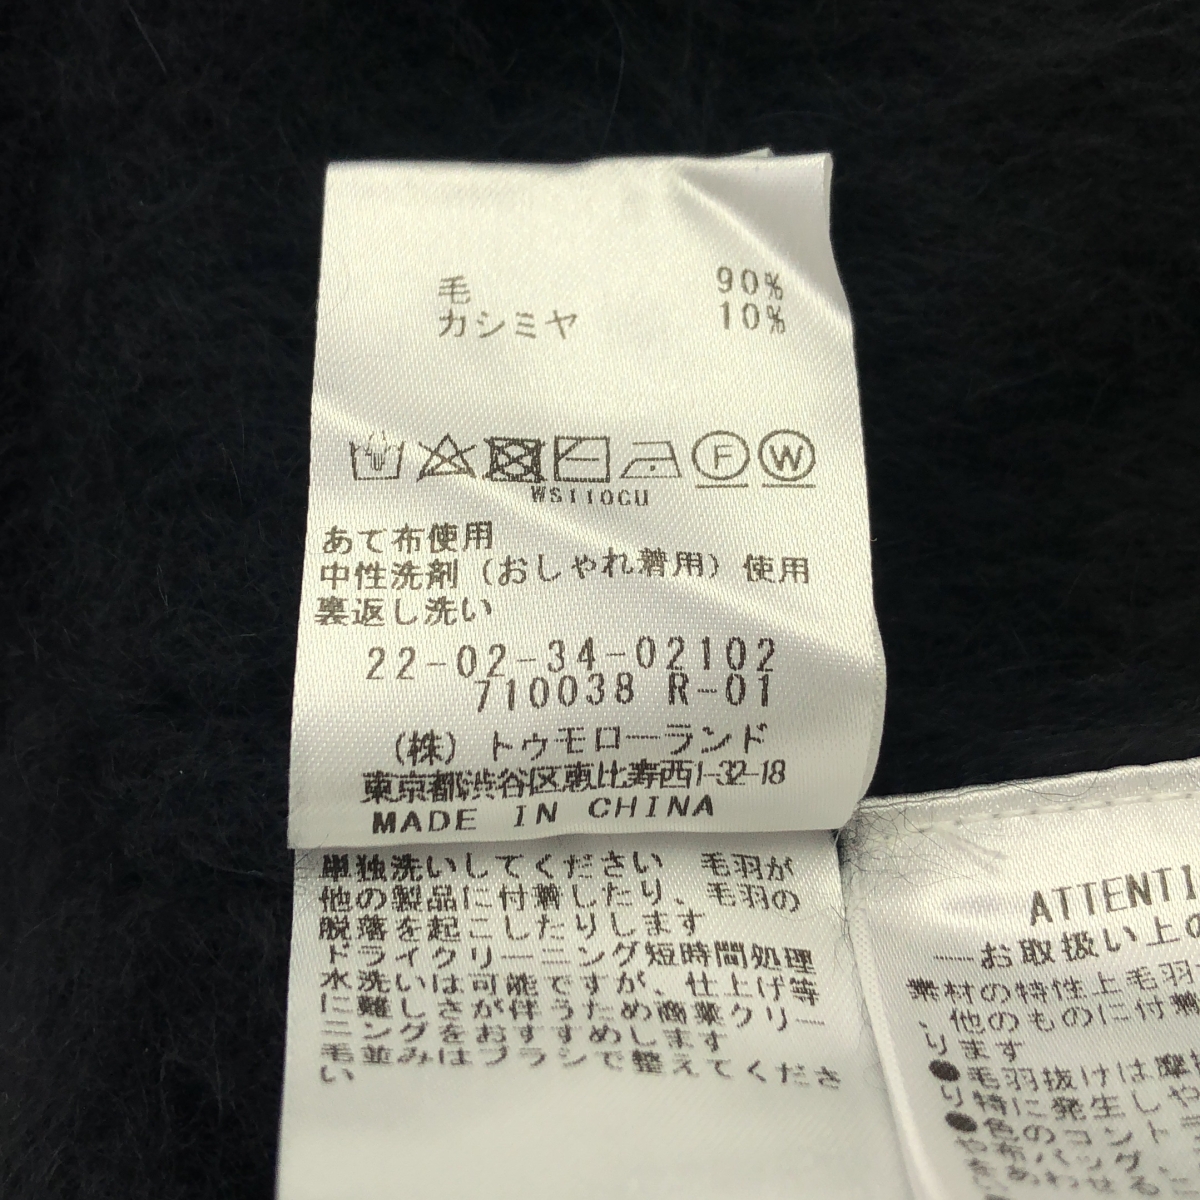 毛 90%
カシミヤ 10%
F W
WS110CU
あて布使用
中性洗剤(おしゃれ着用)使用
裏返し洗い
22-02-34-02102
710038 R-01
(株)トゥモローランド
東京都渋谷区恵比寿西1-32-18
MADE IN CHINA
単独洗いしてください 毛羽が
他の製品に付着したり、毛羽の
脱落を起こしたりします
ドライクリーニング短時間処理
水洗いは可能ですが、仕上げ等
に難しさが伴うため商業クリー
ニングをおすすめします
毛並みはブラシで整えてくださ
い
ATTENTI
—お取扱い上の
素材の特性上毛羽
、他のものに付着
ります
●毛羽抜けは摩
り特に発生しや
●色のコントラ
や布バッグ、
をあわせる